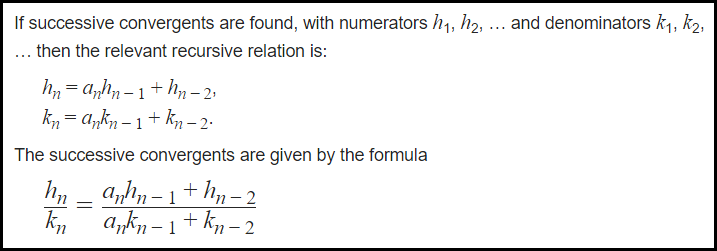 If successive convergents are found, with numerators h₁, h₂, … and denominators k₁, k₂,
… then the relevant recursive relation is:
hₙ = aₙhₙ₋₁ + hₙ₋₂,
kₙ = aₙkₙ₋₁ + kₙ₋₂.
The successive convergents are given by the formula
hₙ/kₙ = (aₙhₙ₋₁ + hₙ₋₂)/(aₙkₙ₋₁ + kₙ₋₂)